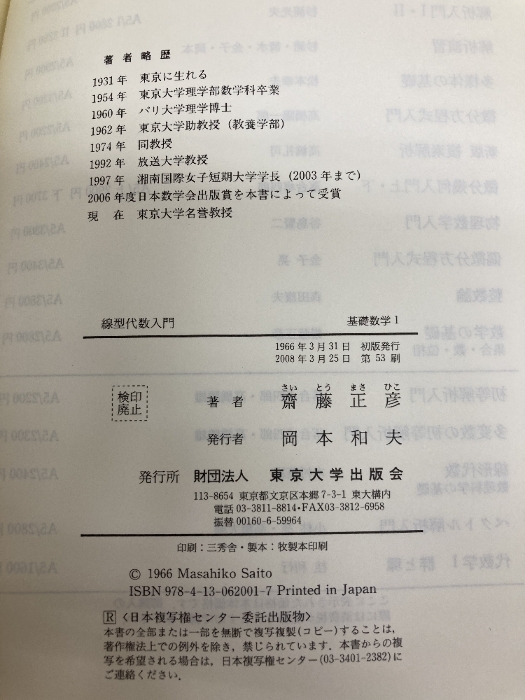 著者略歴
1931年 東京に生れる
1954年 東京大学理学部数学科卒業
1960年 パリ大学理学博士
1962年 東京大学助教授（教養学部）
1974年 同教授
1992年 放送大学教授
1997年 湘南国際女子短期大学学長（2003年まで）
2006年度日本数学会出版賞を本書によって受賞
現　在 東京大学名誉教授
線型代数入門 基礎数学1
1966年3月31日 初版発行
2008年3月25日 第53刷
検印
廃止
さい とう まさ ひこ
著者 齋藤正彦
発行者 岡本和夫
発行所 財団法人 東京大学出版会
113-8654 東京都文京区本郷7-3-1 東大構内
電話03-3811-8814・FAX03-3812-6958
振替00160-6-59964
印刷：三秀舎・製本：牧製本印刷
© 1966 Masahiko Saito
ISBN 978-4-13-062001-7 Printed in Japan
R〈日本複写権センター委託出版物〉
本書の全部または一部を無断で複写複製（コピー）することは，
著作権法上での例外を除き，禁じられています．本書からの複
写を希望される場合は，日本複写権センター（03-3401-2382）に
ご連絡ください．